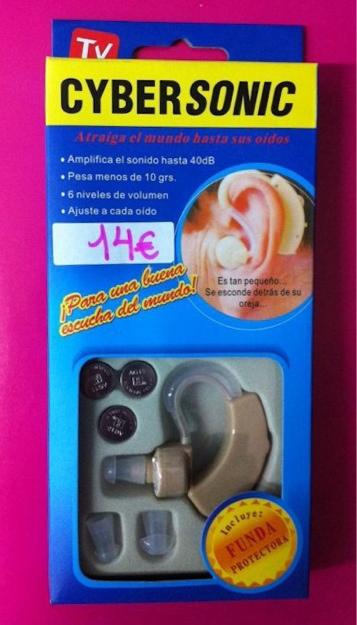 TV
CYBERSONIC
Atraiga el mundo hasta sus oídos
• Amplifica el sonido hasta 40dB
• Pesa menos de 10 grs.
• 6 niveles de volumen
• Ajuste a cada oído
14€
¡Para una buena
escucha del mundo!
Es tan pequeño...
Se esconde detrás de su
oreja...
Incluye:
FUNDA
PROTECTORA